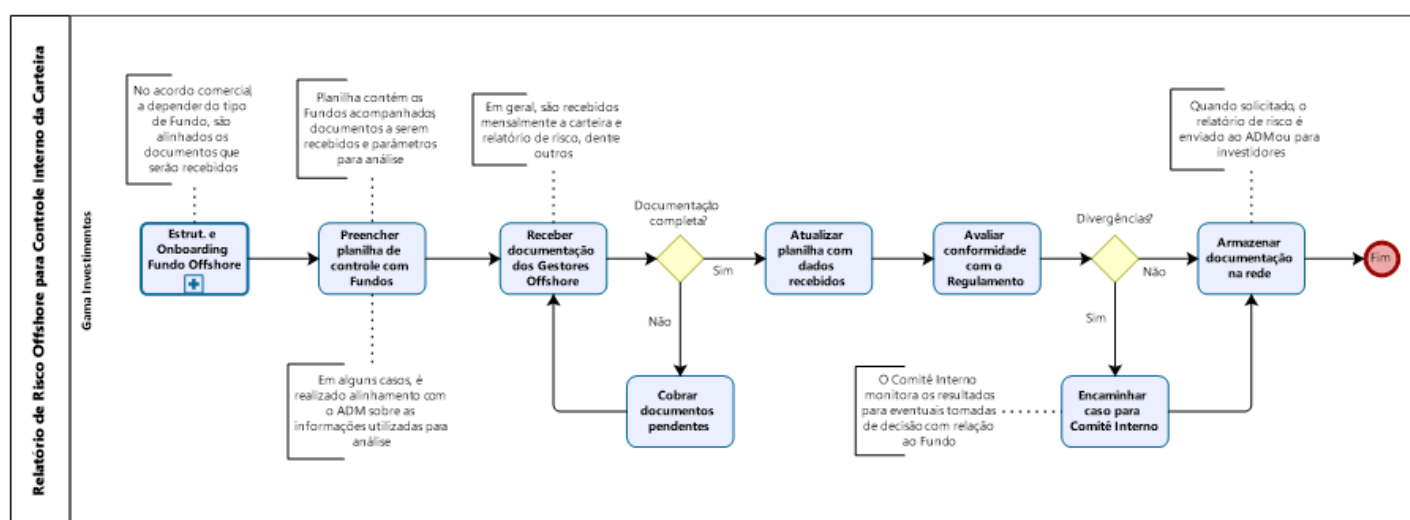 Relatório de Risco Offshore para Controle Interno da Carteira
Gama Investimentos
No acordo comercial,
a depender do tipo
de Fundo, são
alinhados os
documentos que
serão recebidos
Estrut. e
Onboarding
Fundo Offshore
Planilha contém os
Fundos acompanhados,
documentos a serem
recebidos e parâmetros
para análise
Preencher
planilha de
controle com
Fundos
Em alguns casos, é
realizado alinhamento com
o ADM sobre as
informações utilizadas para
análise
Em geral, são recebidos
mensalmente a carteira e
relatório de risco, dentre
outros
Receber
documentação
dos Gestores
Offshore
Documentação
completa?
Sim
Não
Cobrar
documentos
pendentes
Atualizar
planilha com
dados
recebidos
Avaliar
conformidade
com o
Regulamento
Divergências?
Não
Sim
O Comitê Interno
monitora os resultados
para eventuais tomadas
de decisão com relação
ao Fundo
Encaminhar
caso para
Comitê Interno
Quando solicitado, o
relatório de risco é
enviado ao ADM ou para
investidores
Armazenar
documentação
na rede
Fim